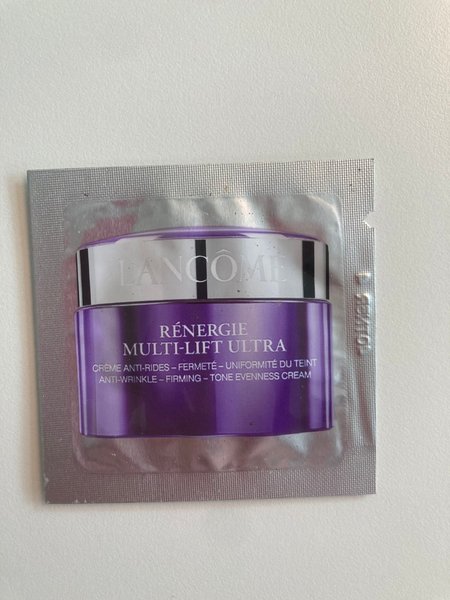 LANCÔME
RÉNERGIE
MULTI-LIFT ULTRA
CRÈME ANTI-RIDES – FERMETÉ – UNIFORMITÉ DU TEINT
ANTI-WRINKLE – FIRMING – TONE EVENNESS CREAM